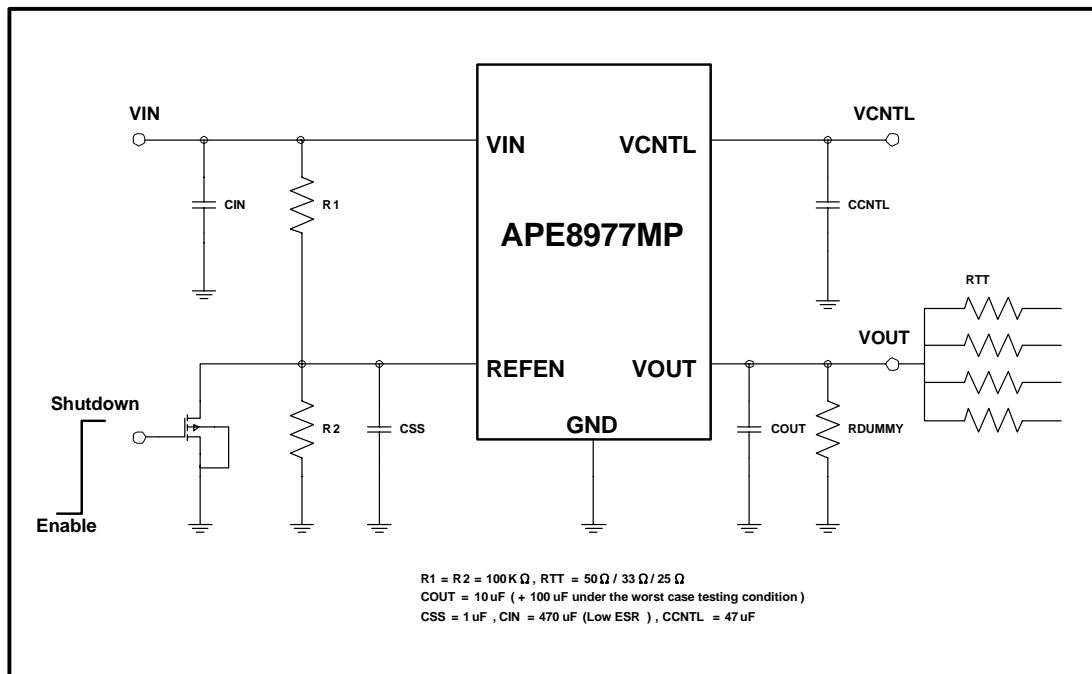 VIN
VCNTL
VIN
VCNTL
CIN
R1
CCNTL
APE8977MP
RTT
VOUT
REFEN
VOUT
Shutdown
R2
CSS
GND
COUT
RDUMMY
Enable
R1 = R2 = 100K Ω , RTT = 50Ω / 33 Ω / 25 Ω
COUT = 10 uF ( + 100 uF under the worst case testing condition )
CSS = 1 uF , CIN = 470 uF (Low ESR ) , CCNTL = 47 uF